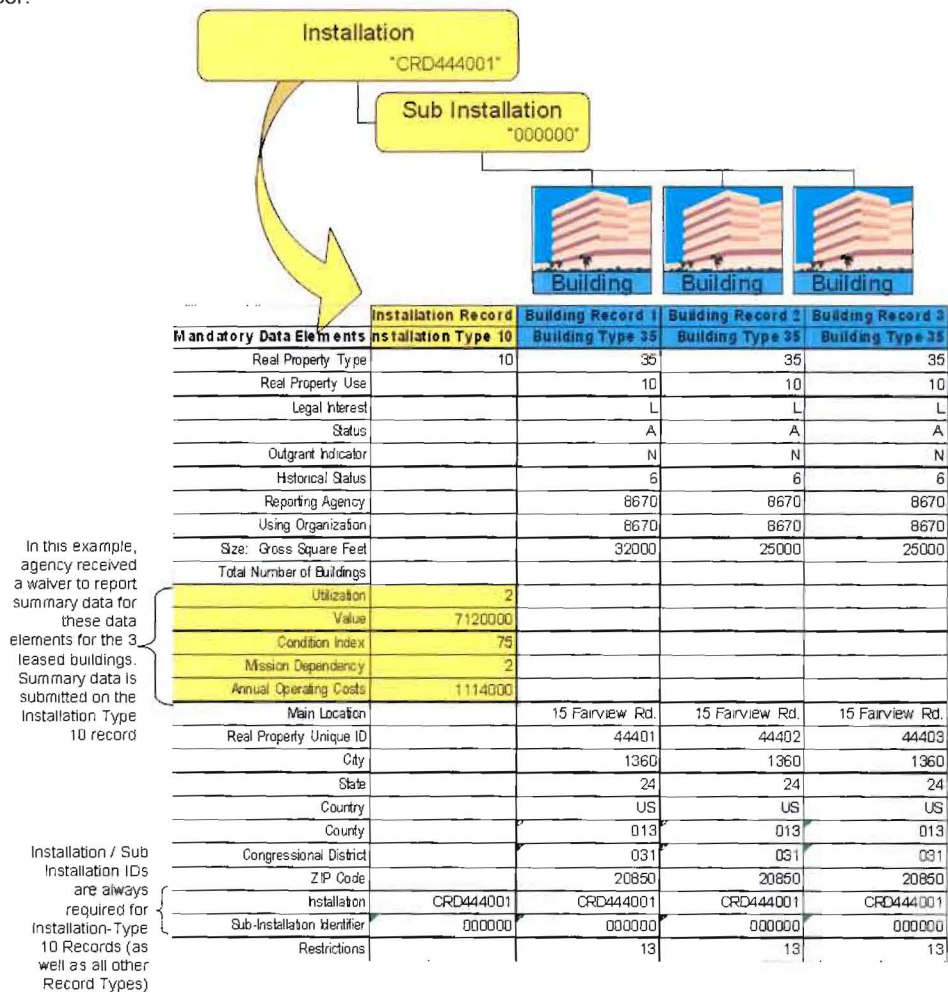 Installation
"CRD444001"
Sub Installation
"000000"
Building Building Building
Installation Record Building Record 1 Building Record 2 Building Record 3
Mandatory Data Elements nstallation Type 10 Building Type 35 Building Type 35 Building Type 35
Real Property Type 10 35 35 35
Real Property Use 10 10 10
Legal Interest L L L
Status A A A
Outgrant Indicator N N N
Historical Status 6 6 6
Reporting Agency 8670 8670 8670
Using Organization 8670 8670 8670
Size: Gross Square Feet 32000 25000 25000
Total Number of Buildings
Utilization 2
Value 7120000
Condition Index 75
Mission Dependency 2
Annual Operating Costs 1114000
Main Location 15 Fairview Rd. 15 Fairview Rd. 15 Fairview Rd.
Real Property Unique ID 44401 44402 44403
City 1360 1360 1360
State 24 24 24
Country US US US
County 013 013 013
Congressional District 031 031 031
ZIP Code 20850 20850 20850
Installation CRD444001 CRD444001 CRD444001 CRD444001
Sub-Installation Identifier 000000 000000 000000 000000
Restrictions 13 13 13
In this example,
agency received
a waiver to report
summary data for
these data
elements for the 3
leased buildings.
Summary data is
submitted on the
Installation Type
10 record
Installation / Sub
Installation IDs
are always
required for
Installation-Type
10 Records (as
well as all other
Record Types)